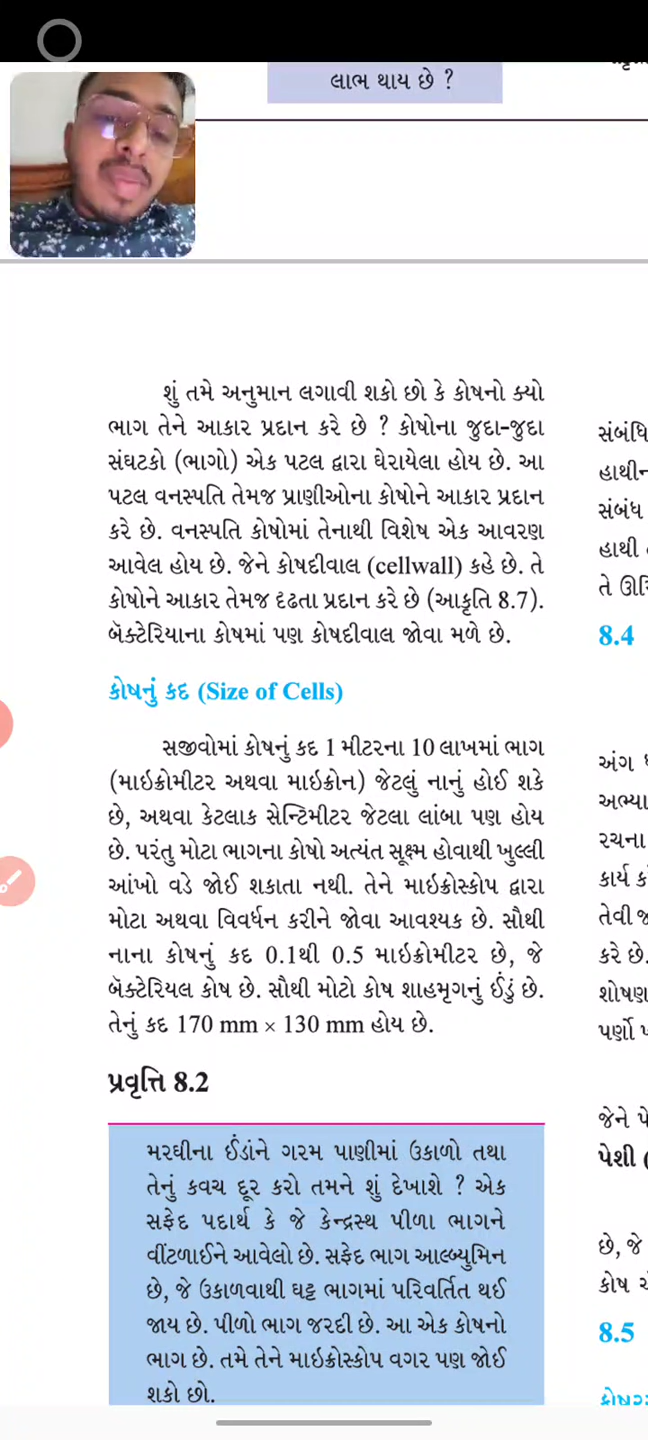 લાભ થાય છે ?
શું તમે અનુમાન લગાવી શકો છો કે કોષનો ક્યો
ભાગ તેને આકાર પ્રદાન કરે છે ? કોષોના જુદા-જુદા
સંઘટકો (ભાગો) એક પટલ દ્વારા ઘેરાયેલા હોય છે. આ
પટલ વનસ્પતિ તેમજ પ્રાણીઓના કોષોને આકાર પ્રદાન
કરે છે. વનસ્પતિ કોષોમાં તેનાથી વિશેષ એક આવરણ
આવેલ હોય છે. જેને કોષદીવાલ (cellwall) કહે છે. તે
કોષોને આકાર તેમજ દૃઢતા પ્રદાન કરે છે (આકૃતિ 8.7).
બૅક્ટેરિયાના કોષમાં પણ કોષદીવાલ જોવા મળે છે.
કોષનું કદ (Size of Cells)
સજીવોમાં કોષનું કદ 1 મીટરના 10 લાખમાં ભાગ
(માઇક્રોમીટર અથવા માઇક્રોન) જેટલું નાનું હોઈ શકે
છે, અથવા કેટલાક સેન્ટિમીટર જેટલા લાંબા પણ હોય
છે. પરંતુ મોટા ભાગના કોષો અત્યંત સૂક્ષ્મ હોવાથી ખુલ્લી
આંખો વડે જોઈ શકાતા નથી. તેને માઇક્રોસ્કોપ દ્વારા
મોટા અથવા વિવર્ધન કરીને જોવા આવશ્યક છે. સૌથી
નાના કોષનું કદ 0.1થી 0.5 માઇક્રોમીટર છે, જે
બૅક્ટેરિયલ કોષ છે. સૌથી મોટો કોષ શાહમૃગનું ઈંડું છે.
તેનું કદ 170 mm × 130 mm હોય છે.
પ્રવૃત્તિ 8.2
મરઘીના ઈંડાંને ગરમ પાણીમાં ઉકાળો તથા
તેનું કવચ દૂર કરો તમને શું દેખાશે ? એક
સફેદ પદાર્થ કે જે કેન્દ્રસ્થ પીળા ભાગને
વીંટળાઈને આવેલો છે. સફેદ ભાગ આલ્બ્યુમિન
છે, જે ઉકાળવાથી ઘટ્ટ ભાગમાં પરિવર્તિત થઈ
જાય છે. પીળો ભાગ જરદી છે. આ એક કોષનો
ભાગ છે. તમે તેને માઇક્રોસ્કોપ વગર પણ જોઈ
શકો છો.
સંબંધિ
હાથીન
સંબંધ
હાથી
તે
8.4
અંગ
અભ્યા
રચના
કાર્ય ક
તેવી જ
કરે છે.
શોષણ
પર્ણો
જેને પે
પેશી (
છે, જે
કોષ
8.5